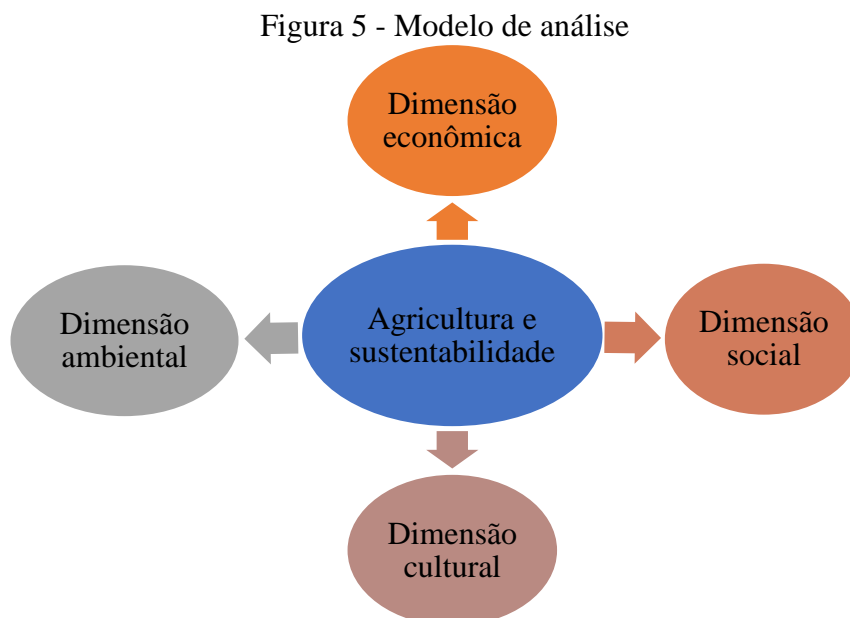 Figura 5 - Modelo de análise
Dimensão
econômica
Dimensão
ambiental
Agricultura e
sustentabilidade
Dimensão
social
Dimensão
cultural